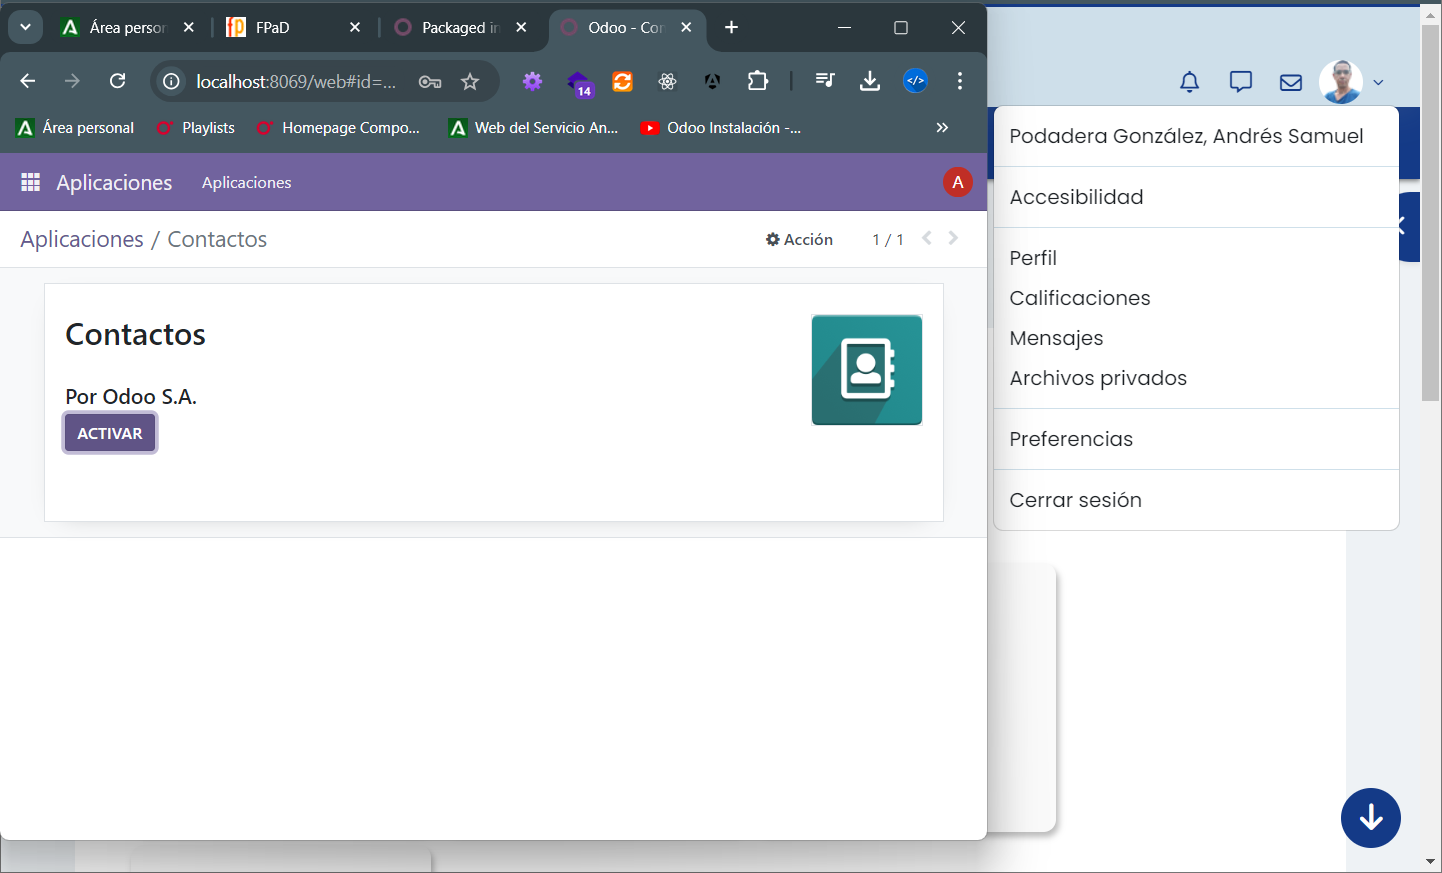 Área person
FPaD
Packaged in
Odoo - Con
localhost:8069/web#id=...
14
Área personal
Playlists
Homepage Compo...
Web del Servicio An...
Odoo Instalación -...
Aplicaciones
Aplicaciones
A
Aplicaciones / Contactos
Acción
1 / 1
Contactos
Por Odoo S.A.
ACTIVAR
Podadera González, Andrés Samuel
Accesibilidad
Perfil
Calificaciones
Mensajes
Archivos privados
Preferencias
Cerrar sesión